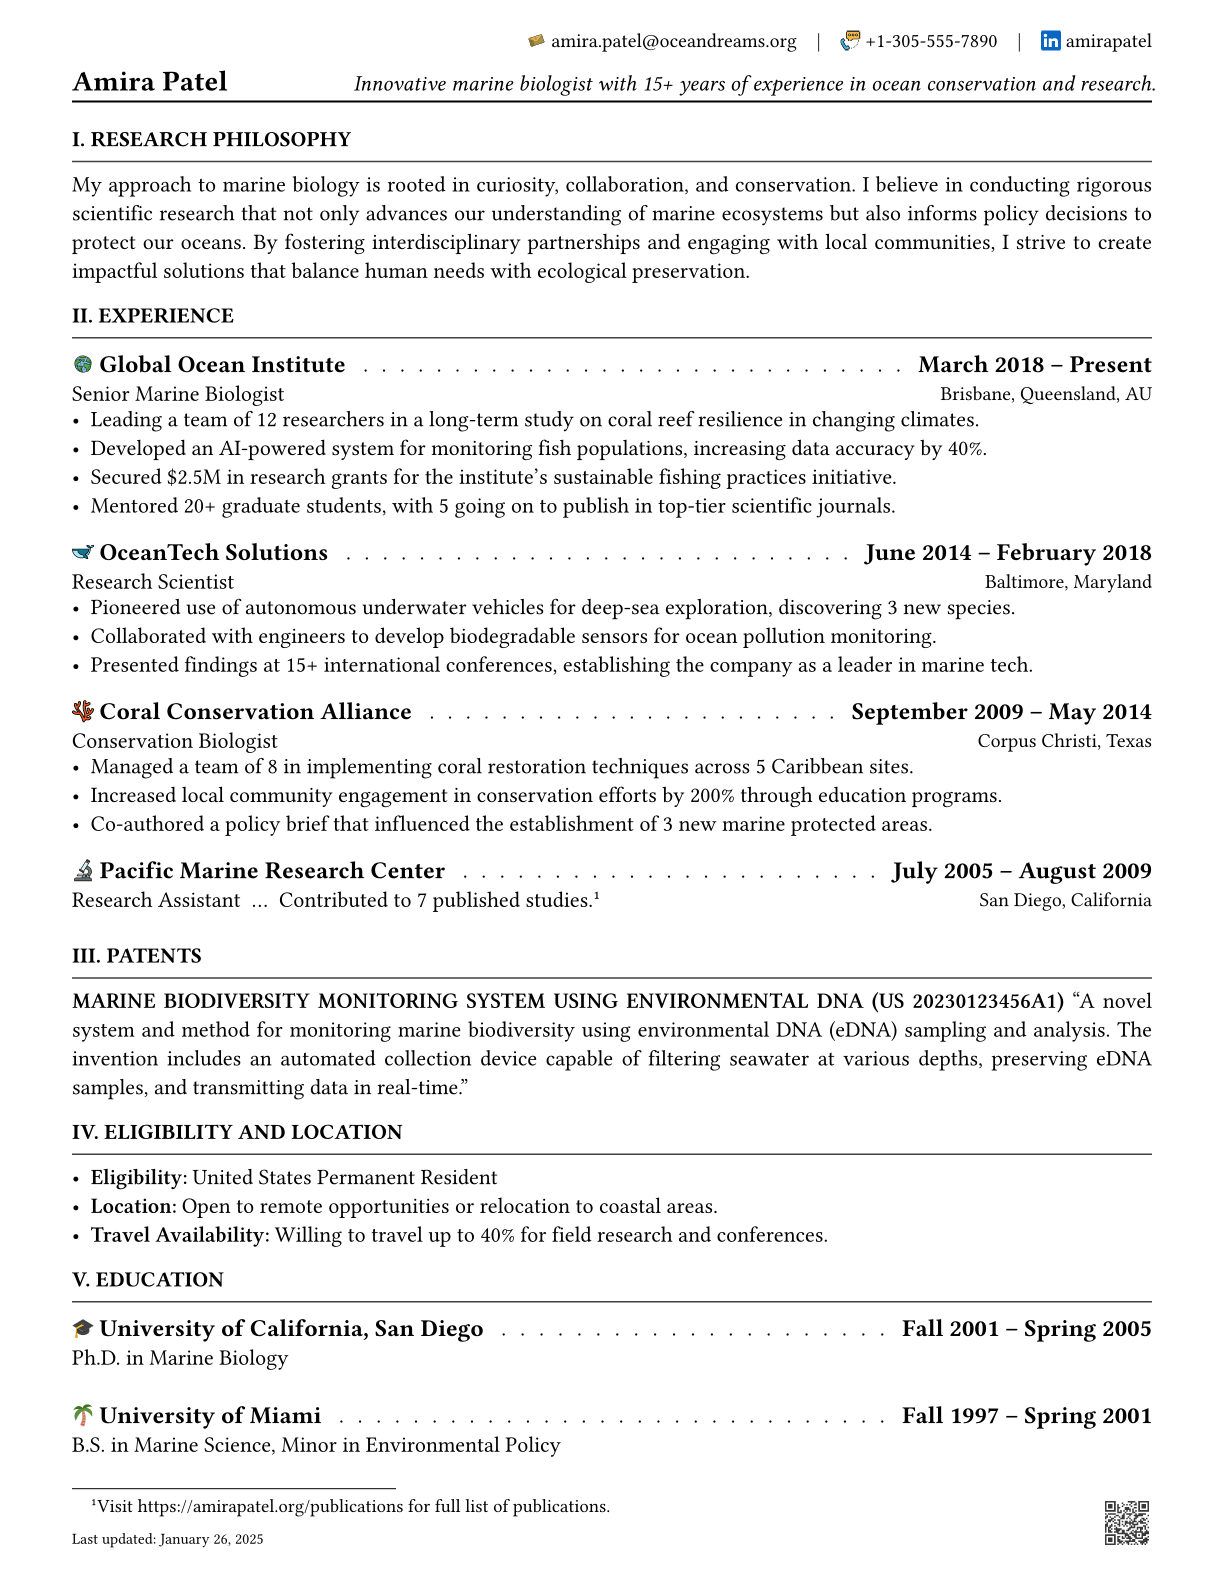 amira.patel@oceandreams.org | +1-305-555-7890 | amirapatel
Amira Patel Innovative marine biologist with 15+ years of experience in ocean conservation and research.
I. RESEARCH PHILOSOPHY
My approach to marine biology is rooted in curiosity, collaboration, and conservation. I believe in conducting rigorous
scientific research that not only advances our understanding of marine ecosystems but also informs policy decisions to
protect our oceans. By fostering interdisciplinary partnerships and engaging with local communities, I strive to create
impactful solutions that balance human needs with ecological preservation.
II. EXPERIENCE
Global Ocean Institute . . . . . . . . . . . . . . . . . . . . . . . . . . . . . March 2018 – Present
Senior Marine Biologist Brisbane, Queensland, AU
• Leading a team of 12 researchers in a long-term study on coral reef resilience in changing climates.
• Developed an AI-powered system for monitoring fish populations, increasing data accuracy by 40%.
• Secured $2.5M in research grants for the institute’s sustainable fishing practices initiative.
• Mentored 20+ graduate students, with 5 going on to publish in top-tier scientific journals.
OceanTech Solutions . . . . . . . . . . . . . . . . . . . . . . . . . . . June 2014 – February 2018
Research Scientist Baltimore, Maryland
• Pioneered use of autonomous underwater vehicles for deep-sea exploration, discovering 3 new species.
• Collaborated with engineers to develop biodegradable sensors for ocean pollution monitoring.
• Presented findings at 15+ international conferences, establishing the company as a leader in marine tech.
Coral Conservation Alliance . . . . . . . . . . . . . . . . . . . . . . September 2009 – May 2014
Conservation Biologist Corpus Christi, Texas
• Managed a team of 8 in implementing coral restoration techniques across 5 Caribbean sites.
• Increased local community engagement in conservation efforts by 200% through education programs.
• Co-authored a policy brief that influenced the establishment of 3 new marine protected areas.
Pacific Marine Research Center . . . . . . . . . . . . . . . . . . . . . . July 2005 – August 2009
Research Assistant … Contributed to 7 published studies.¹ San Diego, California
III. PATENTS
MARINE BIODIVERSITY MONITORING SYSTEM USING ENVIRONMENTAL DNA (US 20230123456A1) “A novel
system and method for monitoring marine biodiversity using environmental DNA (eDNA) sampling and analysis. The
invention includes an automated collection device capable of filtering seawater at various depths, preserving eDNA
samples, and transmitting data in real-time.”
IV. ELIGIBILITY AND LOCATION
• Eligibility: United States Permanent Resident
• Location: Open to remote opportunities or relocation to coastal areas.
• Travel Availability: Willing to travel up to 40% for field research and conferences.
V. EDUCATION
University of California, San Diego . . . . . . . . . . . . . . . . . . . . . Fall 2001 – Spring 2005
Ph.D. in Marine Biology
University of Miami . . . . . . . . . . . . . . . . . . . . . . . . . . . . . . Fall 1997 – Spring 2001
B.S. in Marine Science, Minor in Environmental Policy
¹Visit https://amirapatel.org/publications for full list of publications.
Last updated: January 26, 2025